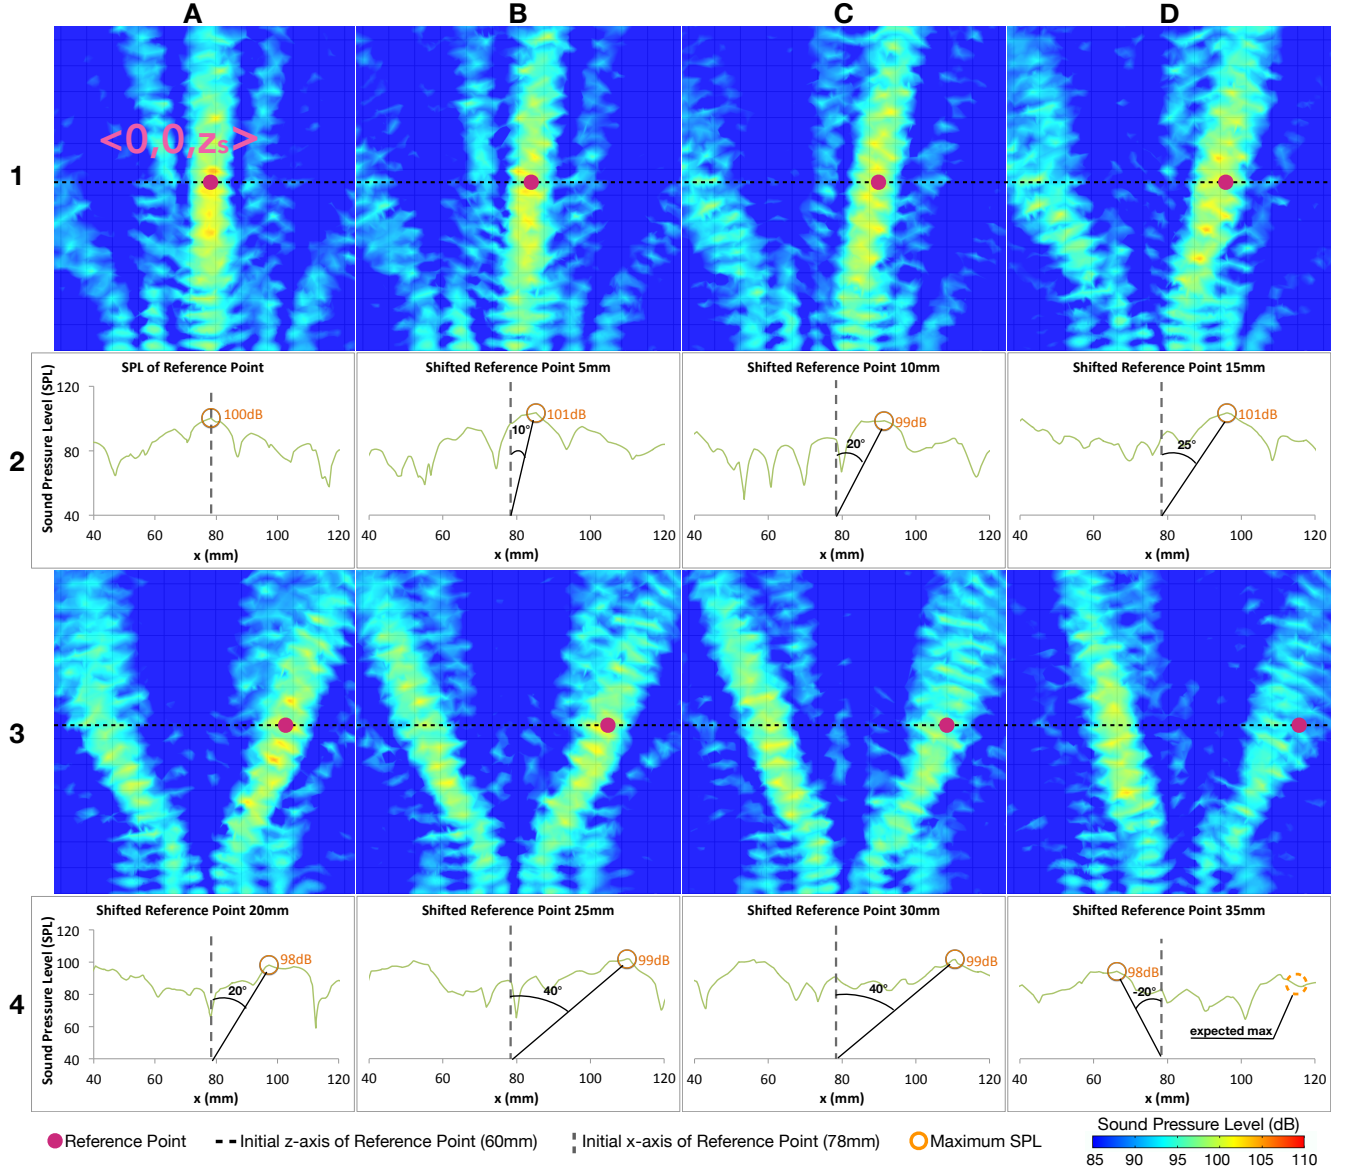 A B C D
<0,0,zs>
1
SPL of Reference Point
Shifted Reference Point 5mm
Shifted Reference Point 10mm
Shifted Reference Point 15mm
2
Sound Pressure Level (SPL)
120
80
40
100dB
101dB
99dB
101dB
10°
20°
25°
40 60 80 100 120
40 60 80 100 120
40 60 80 100 120
40 60 80 100 120
x (mm)
x (mm)
x (mm)
x (mm)
3
Shifted Reference Point 20mm
Shifted Reference Point 25mm
Shifted Reference Point 30mm
Shifted Reference Point 35mm
4
Sound Pressure Level (SPL)
120
100
80
60
40
98dB
99dB
99dB
98dB
20°
40°
40°
-20°
expected max
40 60 80 100 120
40 60 80 100 120
40 60 80 100 120
40 60 80 100 120
x (mm)
x (mm)
x (mm)
x (mm)
Reference Point
Initial z-axis of Reference Point (60mm)
Initial x-axis of Reference Point (78mm)
Maximum SPL
Sound Pressure Level (dB)
85 90 95 100 105 110